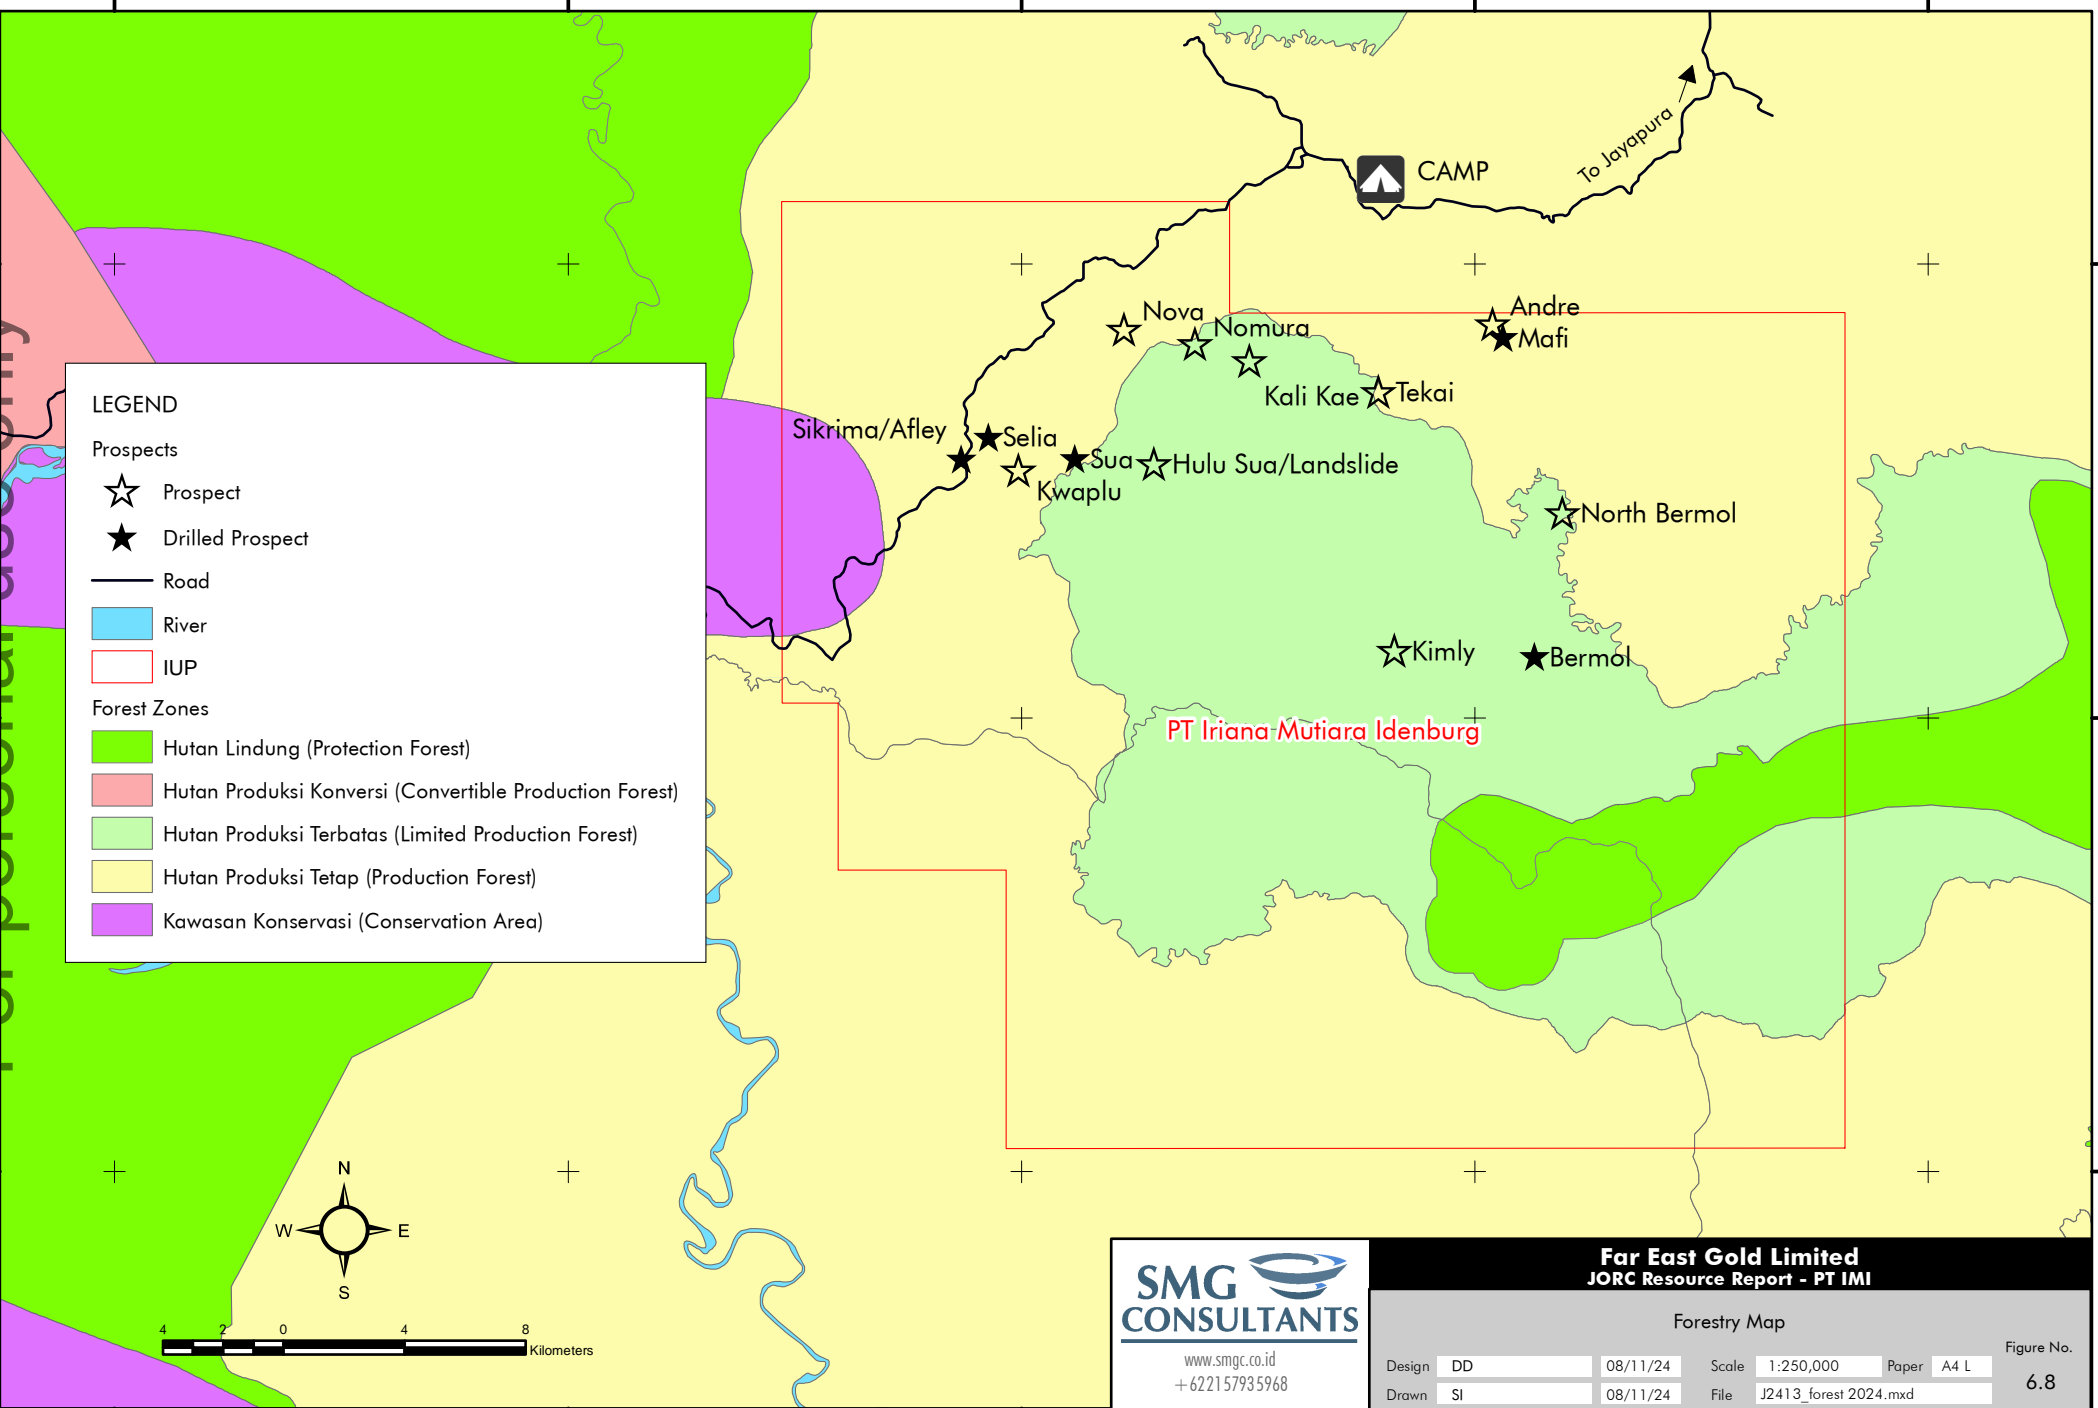 To Jayapura
CAMP
Andre
Nova
Nomura
Mafi
Kali Kae
Tekai
Sikrima/Afley
Selia
Sua
Hulu Sua/Landslide
Kwaplu
North Bermol
Kimly
Bermol
PT Iriana Mutiara Idenburg
LEGEND
Prospects
Prospect
Drilled Prospect
Road
River
IUP
Forest Zones
Hutan Lindung (Protection Forest)
Hutan Produksi Konversi (Convertible Production Forest)
Hutan Produksi Terbatas (Limited Production Forest)
Hutan Produksi Tetap (Production Forest)
Kawasan Konservasi (Conservation Area)
N
W E
S
4 2 0 4 8
Kilometers
SMG
CONSULTANTS
www.smgc.co.id
+622157935968
Far East Gold Limited
JORC Resource Report - PT IMI
Forestry Map
Figure No.
6.8
Design DD 08/11/24 Scale 1:250,000 Paper A4 L
Drawn SI 08/11/24 File J2413_forest 2024.mxd